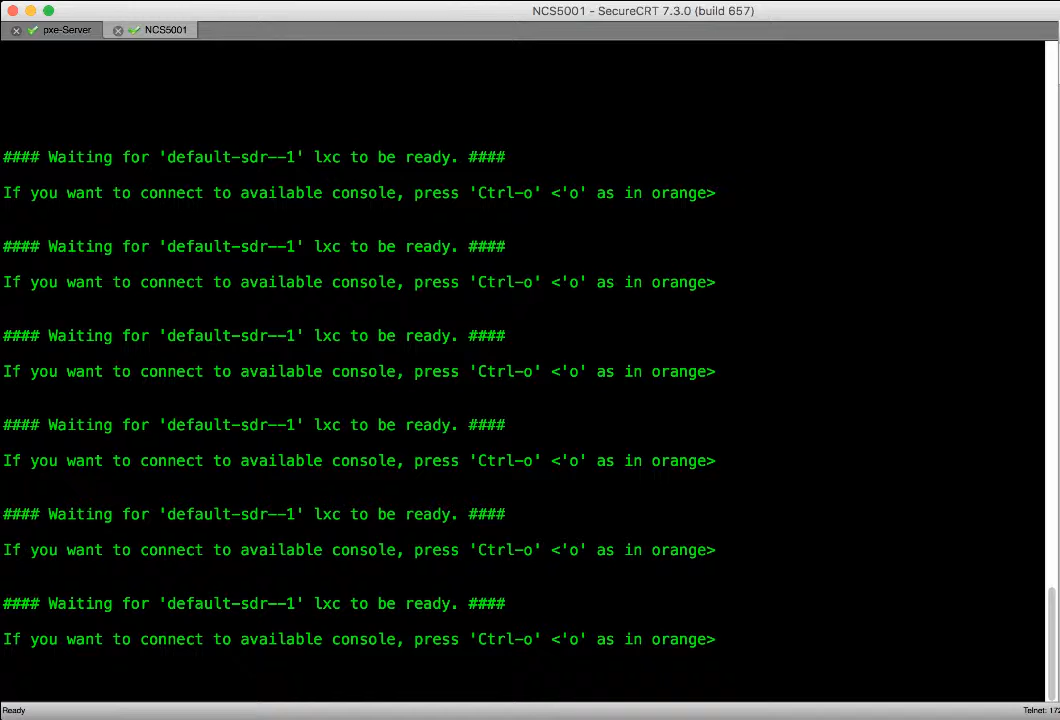 NCS5001 - SecureCRT 7.3.0 (build 657)
pxe-Server
NCS5001
#### Waiting for 'default-sdr--1' lxc to be ready. ####
If you want to connect to available console, press 'Ctrl-o' <'o' as in orange>
#### Waiting for 'default-sdr--1' lxc to be ready. ####
If you want to connect to available console, press 'Ctrl-o' <'o' as in orange>
#### Waiting for 'default-sdr--1' lxc to be ready. ####
If you want to connect to available console, press 'Ctrl-o' <'o' as in orange>
#### Waiting for 'default-sdr--1' lxc to be ready. ####
If you want to connect to available console, press 'Ctrl-o' <'o' as in orange>
#### Waiting for 'default-sdr--1' lxc to be ready. ####
If you want to connect to available console, press 'Ctrl-o' <'o' as in orange>
#### Waiting for 'default-sdr--1' lxc to be ready. ####
If you want to connect to available console, press 'Ctrl-o' <'o' as in orange>
Ready
Telnet: